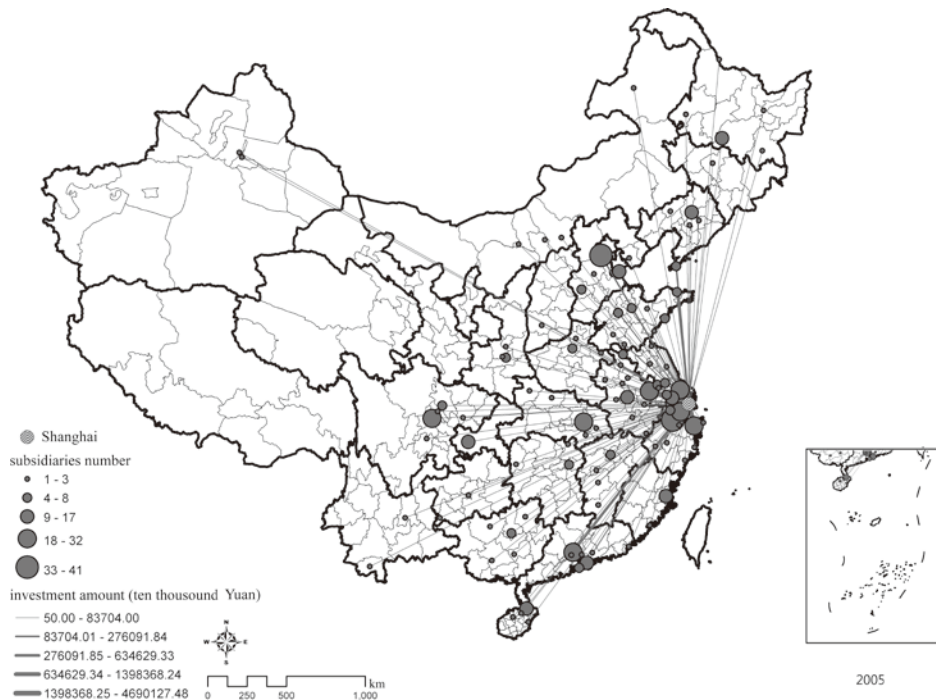 Shanghai
subsidiaries number
1 - 3
4 - 8
9 - 17
18 - 32
33 - 41
investment amount (ten thousound Yuan)
50.00 - 83704.00
83704.01 - 276091.84
276091.85 - 634629.33
634629.34 - 1398368.24
1398368.25 - 4690127.48
N
W E
S
km
0 250 500 1,000
2005